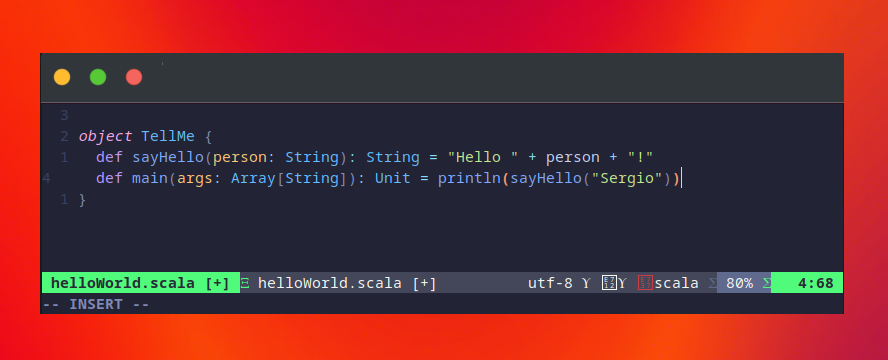 3
2 object TellMe {
1   def sayHello(person: String): String = "Hello " + person + "!"
4   def main(args: Array[String]): Unit = println(sayHello("Sergio"))
1 }
helloWorld.scala [+] Ξ helloWorld.scala [+] utf-8 ϒ ϒ scala Σ 80% Σ 4:68
-- INSERT --